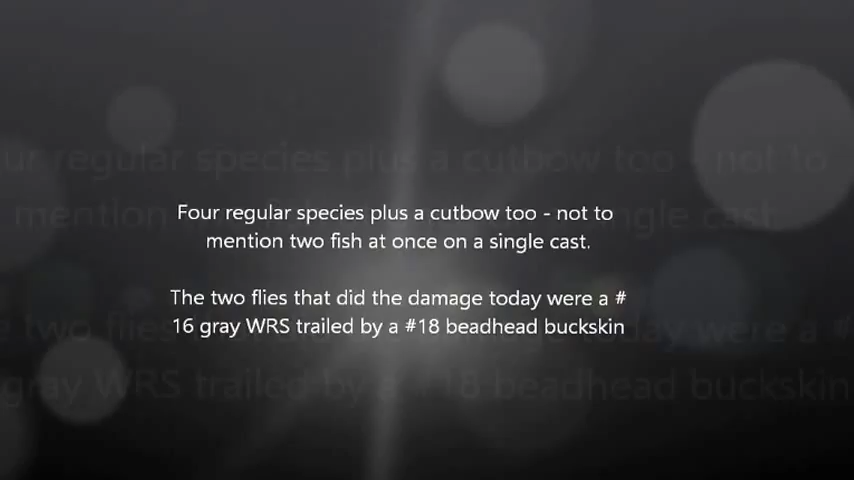 Four regular species plus a cutbow too - not to
mention two fish at once on a single cast.
The two flies that did the damage today were a #
16 gray WRS trailed by a #18 beadhead buckskin